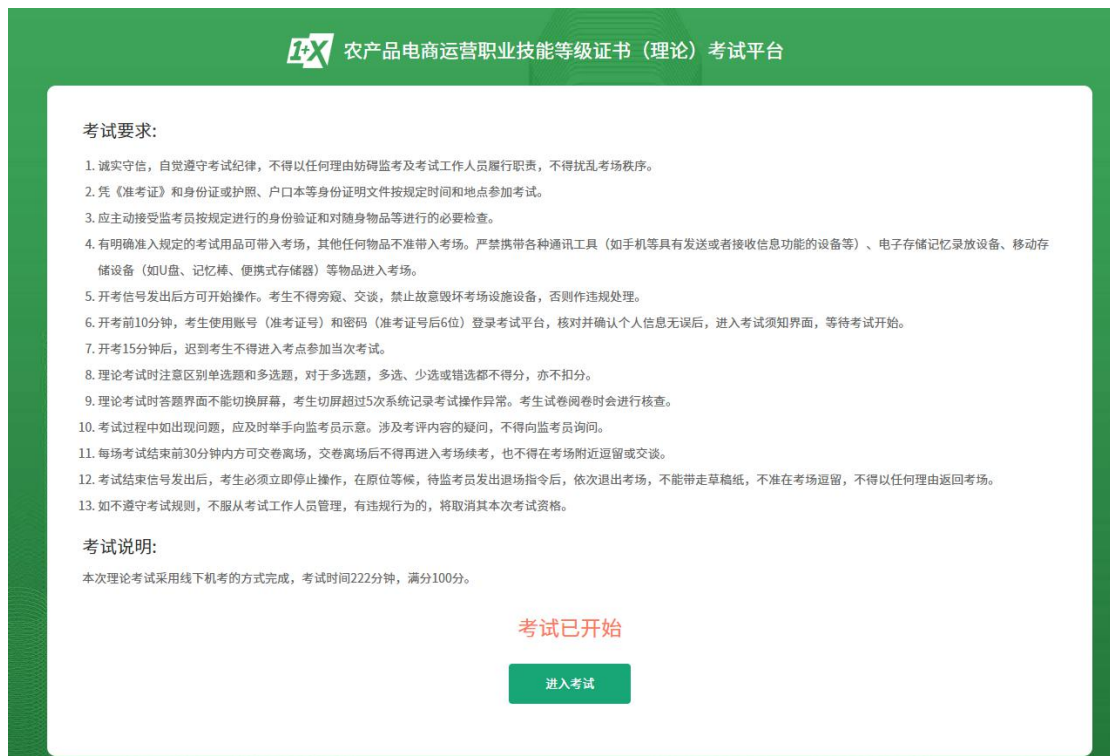 1+X 农产品电商运营职业技能等级证书（理论）考试平台
考试要求:
1. 诚实守信，自觉遵守考试纪律，不得以任何理由妨碍监考及考试工作人员履行职责，不得扰乱考场秩序。
2. 凭《准考证》和身份证或护照、户口本等身份证明文件按规定时间和地点参加考试。
3. 应主动接受监考员按规定进行的身份验证和对随身物品等进行的必要检查。
4. 有明确准入规定的考试用品可带入考场，其他任何物品不准带入考场。严禁携带各种通讯工具（如手机等具有发送或者接收信息功能的设备等）、电子存储记忆录放设备、移动存
储设备（如U盘、记忆棒、便携式存储器）等物品进入考场。
5. 开考信号发出后方可开始操作。考生不得旁窥、交谈，禁止故意毁坏考场设施设备，否则作违规处理。
6. 开考前10分钟，考生使用账号（准考证号）和密码（准考证号后6位）登录考试平台，核对并确认个人信息无误后，进入考试须知界面，等待考试开始。
7. 开考15分钟后，迟到考生不得进入考点参加当次考试。
8. 理论考试时注意区别单选题和多选题，对于多选题，多选、少选或错选都不得分，亦不扣分。
9. 理论考试时答题界面不能切换屏幕，考生切屏超过5次系统记录考试操作异常。考生试卷阅卷时会进行核查。
10. 考试过程中如出现问题，应及时举手向监考员示意。涉及考评内容的疑问，不得向监考员询问。
11. 每场考试结束前30分钟内方可交卷离场，交卷离场后不得再进入考场续考，也不得在考场附近逗留或交谈。
12. 考试结束信号发出后，考生必须立即停止操作，在原位等候，待监考员发出退场指令后，依次退出考场，不能带走草稿纸，不准在考场逗留，不得以任何理由返回考场。
13. 如不遵守考试规则，不服从考试工作人员管理，有违规行为的，将取消其本次考试资格。
考试说明:
本次理论考试采用线下机考的方式完成，考试时间222分钟，满分100分。
考试已开始
进入考试